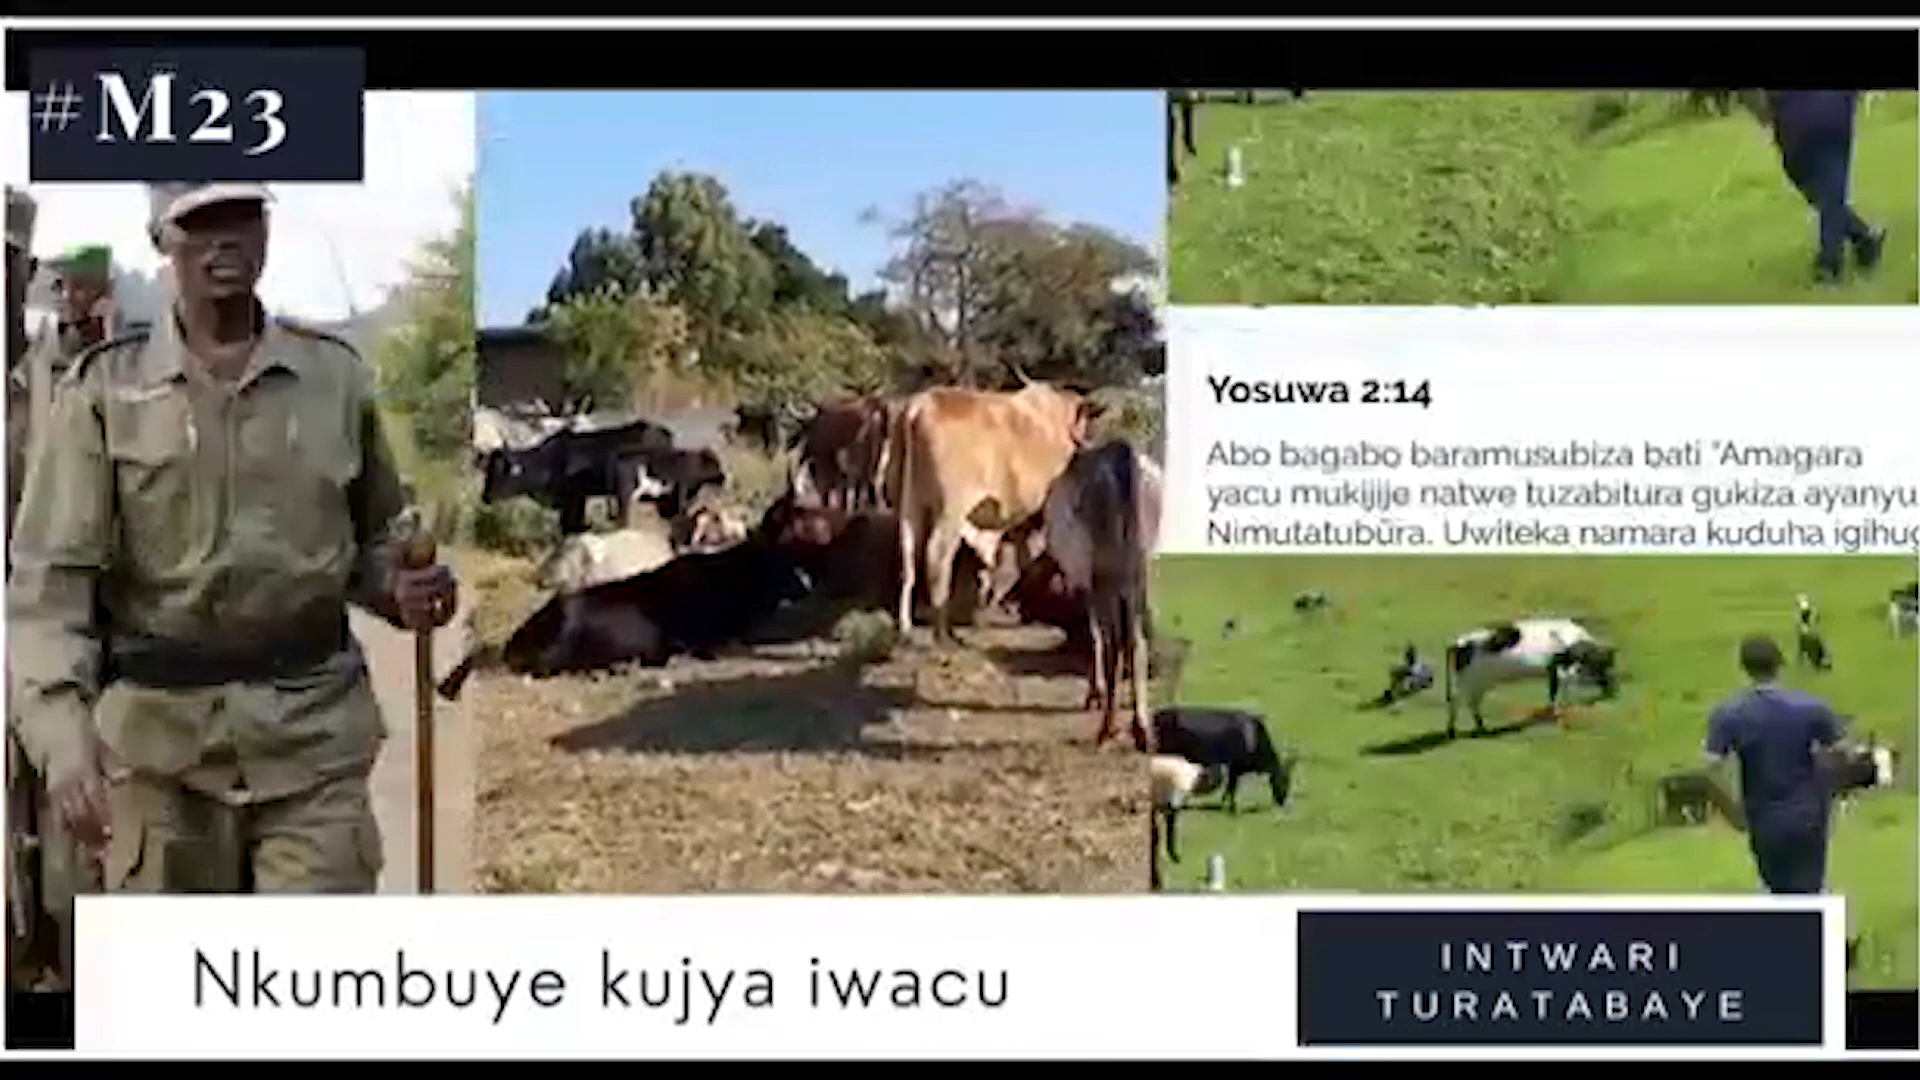 #M23
Yosuwa 2:14
Abo bagabo baramusubiza bati "Amagara
yacu mukijije natwe tuzabitura gukiza ayanyu
Nimutatubūra. Uwiteka namara kuduha
Nkumbuye kujya iwacu
INTWARI
TURATABAYE